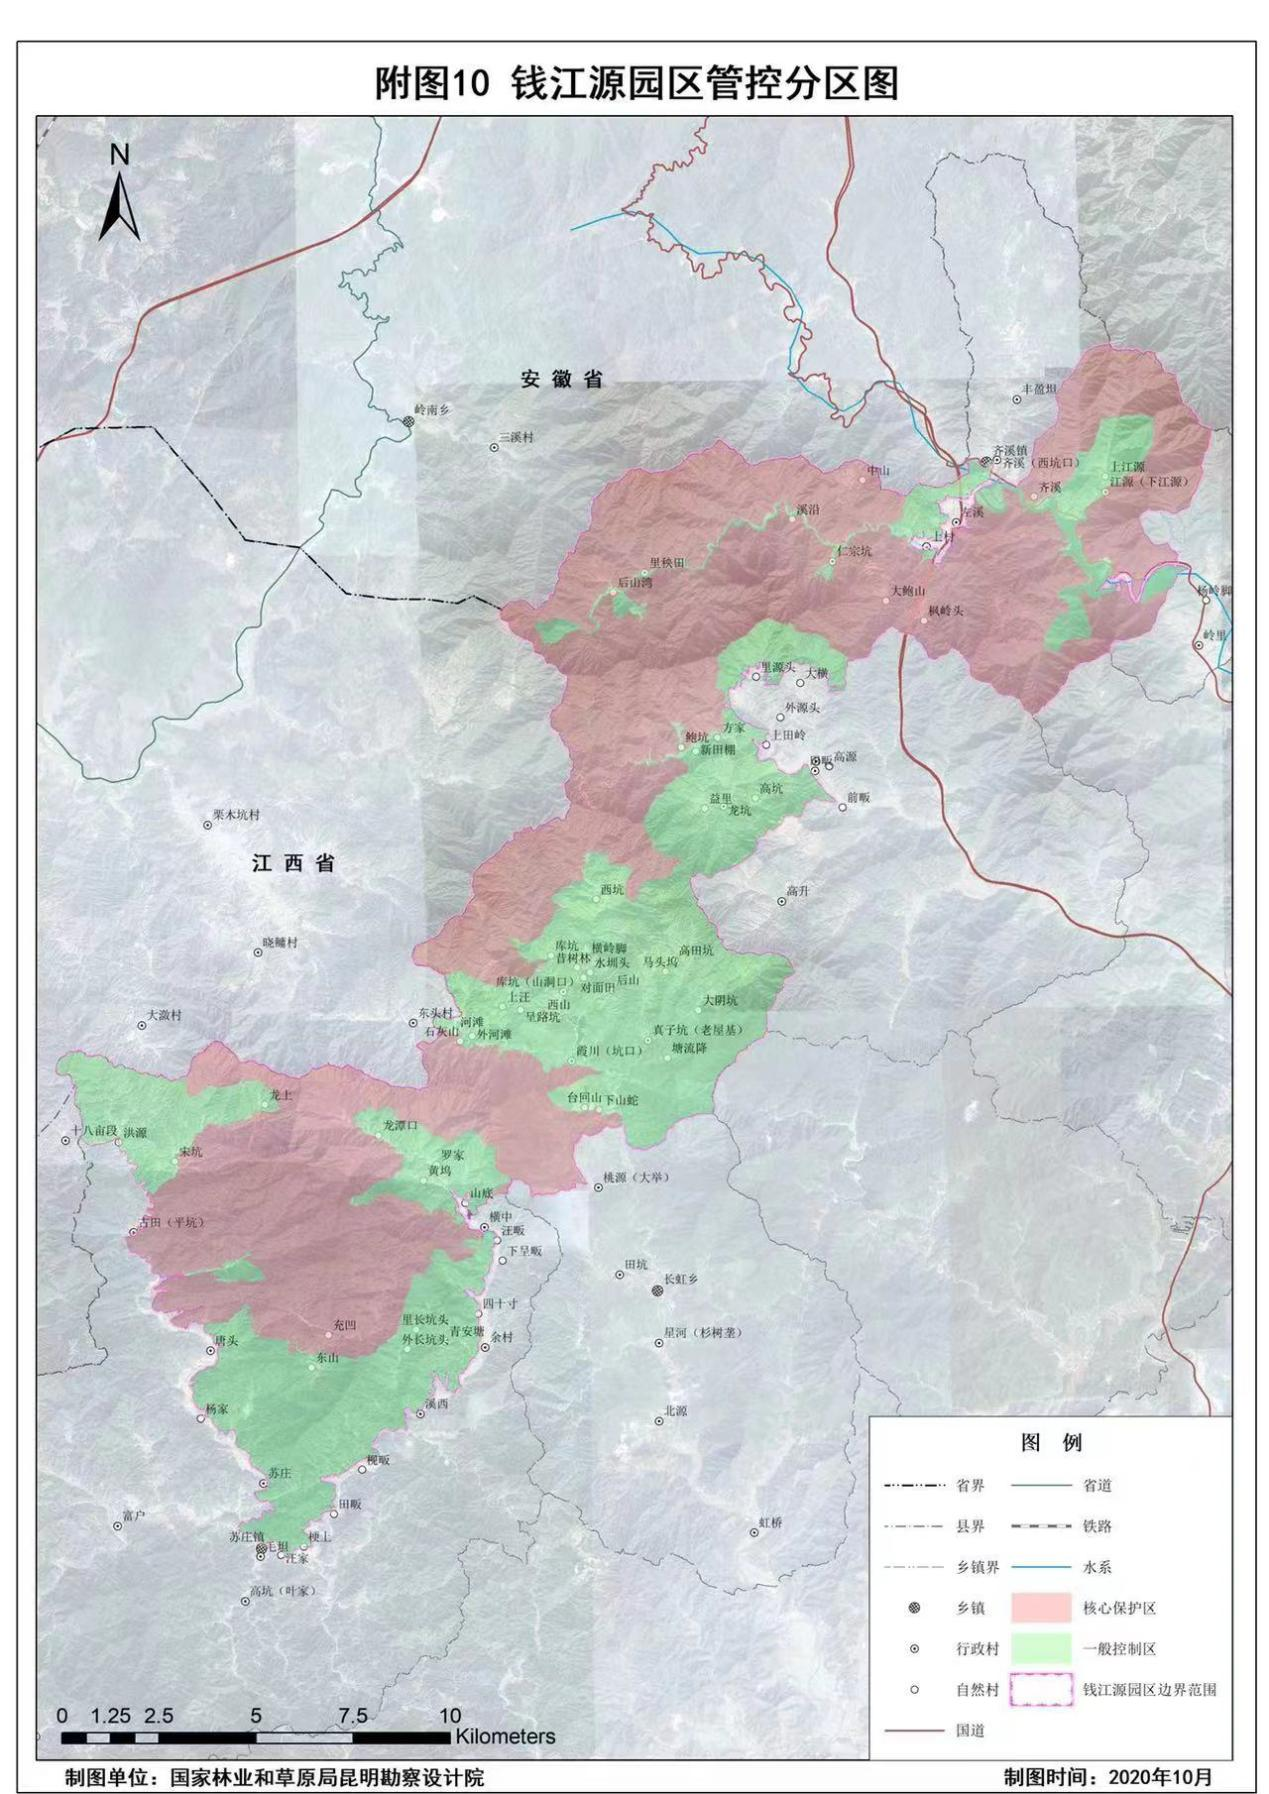 附图10 钱江源园区管控分区图
N
安徽省
岭南乡
三溪村
丰盈坦
齐溪镇
齐溪（西坑口）
上江源
江源（下江源）
齐溪
中山
左溪
溪沿
上村
仁宗坑
里秧田
后山湾
大鲍山
枫岭头
杨岭脚
岭里
里源头
大横
外源头
上田岭
方家
鲍坑
新田棚
高源
高坑
益里
龙坑
前畈
栗木坑村
江西省
高升
西坑
晓鳙村
库坑
横岭脚
高田坑
昔树林
水圳头
马头坞
库坑（山洞口）
对面田
后山
上汪
西山
大阴坑
呈路坑
大潋村
东头村
河滩
石灰山
外河滩
真子坑（老屋基）
霞川（坑口）
塘流降
龙上
台回山
下山蛇
十八亩段
洪源
龙潭口
宋坑
罗家
黄坞
桃源（大举）
山底
古田（平坑）
横中
汪畈
下呈畈
田坑
长虹乡
四十寸
里长坑头
充凹
青安塘
星河（杉树垄）
唐头
外长坑头
余村
东山
杨家
溪西
北源
枧畈
苏庄
田畈
富户
苏庄镇
毛坦
梗上
汪家
虹桥
高坑（叶家）
图 例
省界
省道
县界
铁路
乡镇界
水系
乡镇
核心保护区
行政村
一般控制区
自然村
钱江源园区边界范围
国道
0 1.25 2.5 5 7.5 10
Kilometers
制图单位：国家林业和草原局昆明勘察设计院
制图时间：2020年10月